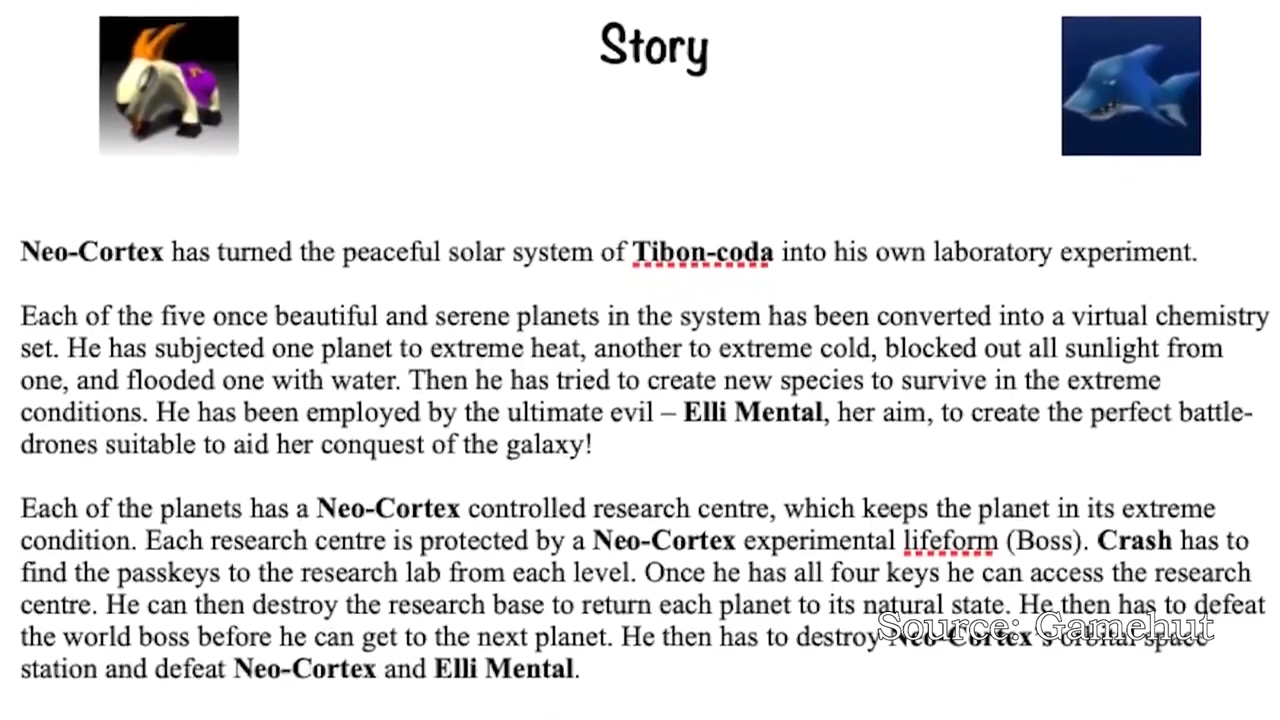 Story
Neo-Cortex has turned the peaceful solar system of Tibon-coda into his own laboratory experiment.
Each of the five once beautiful and serene planets in the system has been converted into a virtual chemistry
set. He has subjected one planet to extreme heat, another to extreme cold, blocked out all sunlight from
one, and flooded one with water. Then he has tried to create new species to survive in the extreme
conditions. He has been employed by the ultimate evil – Elli Mental, her aim, to create the perfect battle-
drones suitable to aid her conquest of the galaxy!
Each of the planets has a Neo-Cortex controlled research centre, which keeps the planet in its extreme
condition. Each research centre is protected by a Neo-Cortex experimental lifeform (Boss). Crash has to
find the passkeys to the research lab from each level. Once he has all four keys he can access the research
centre. He can then destroy the research base to return each planet to its natural state. He then has to defeat
the world boss before he can get to the next planet. He then has to destroy Neo-Cortex's orbital space
station and defeat Neo-Cortex and Elli Mental.
Source: Gamehut